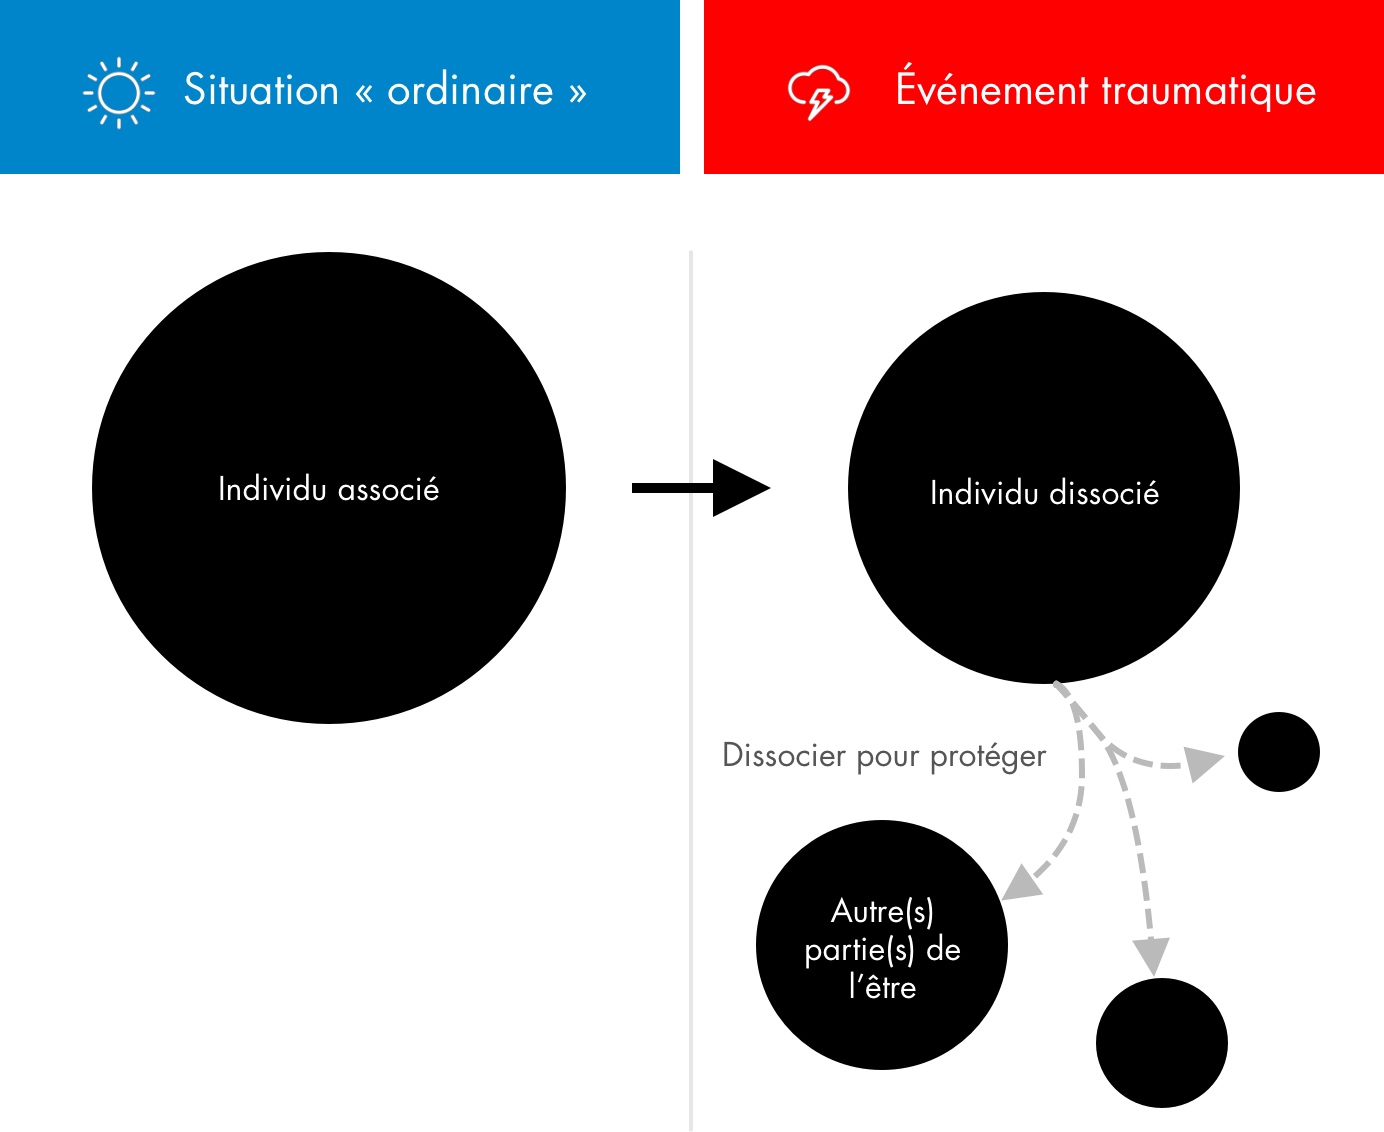 Situation « ordinaire »
Événement traumatique
Individu associé
Individu dissocié
Dissocier pour protéger
Autre(s)
partie(s) de
l’être